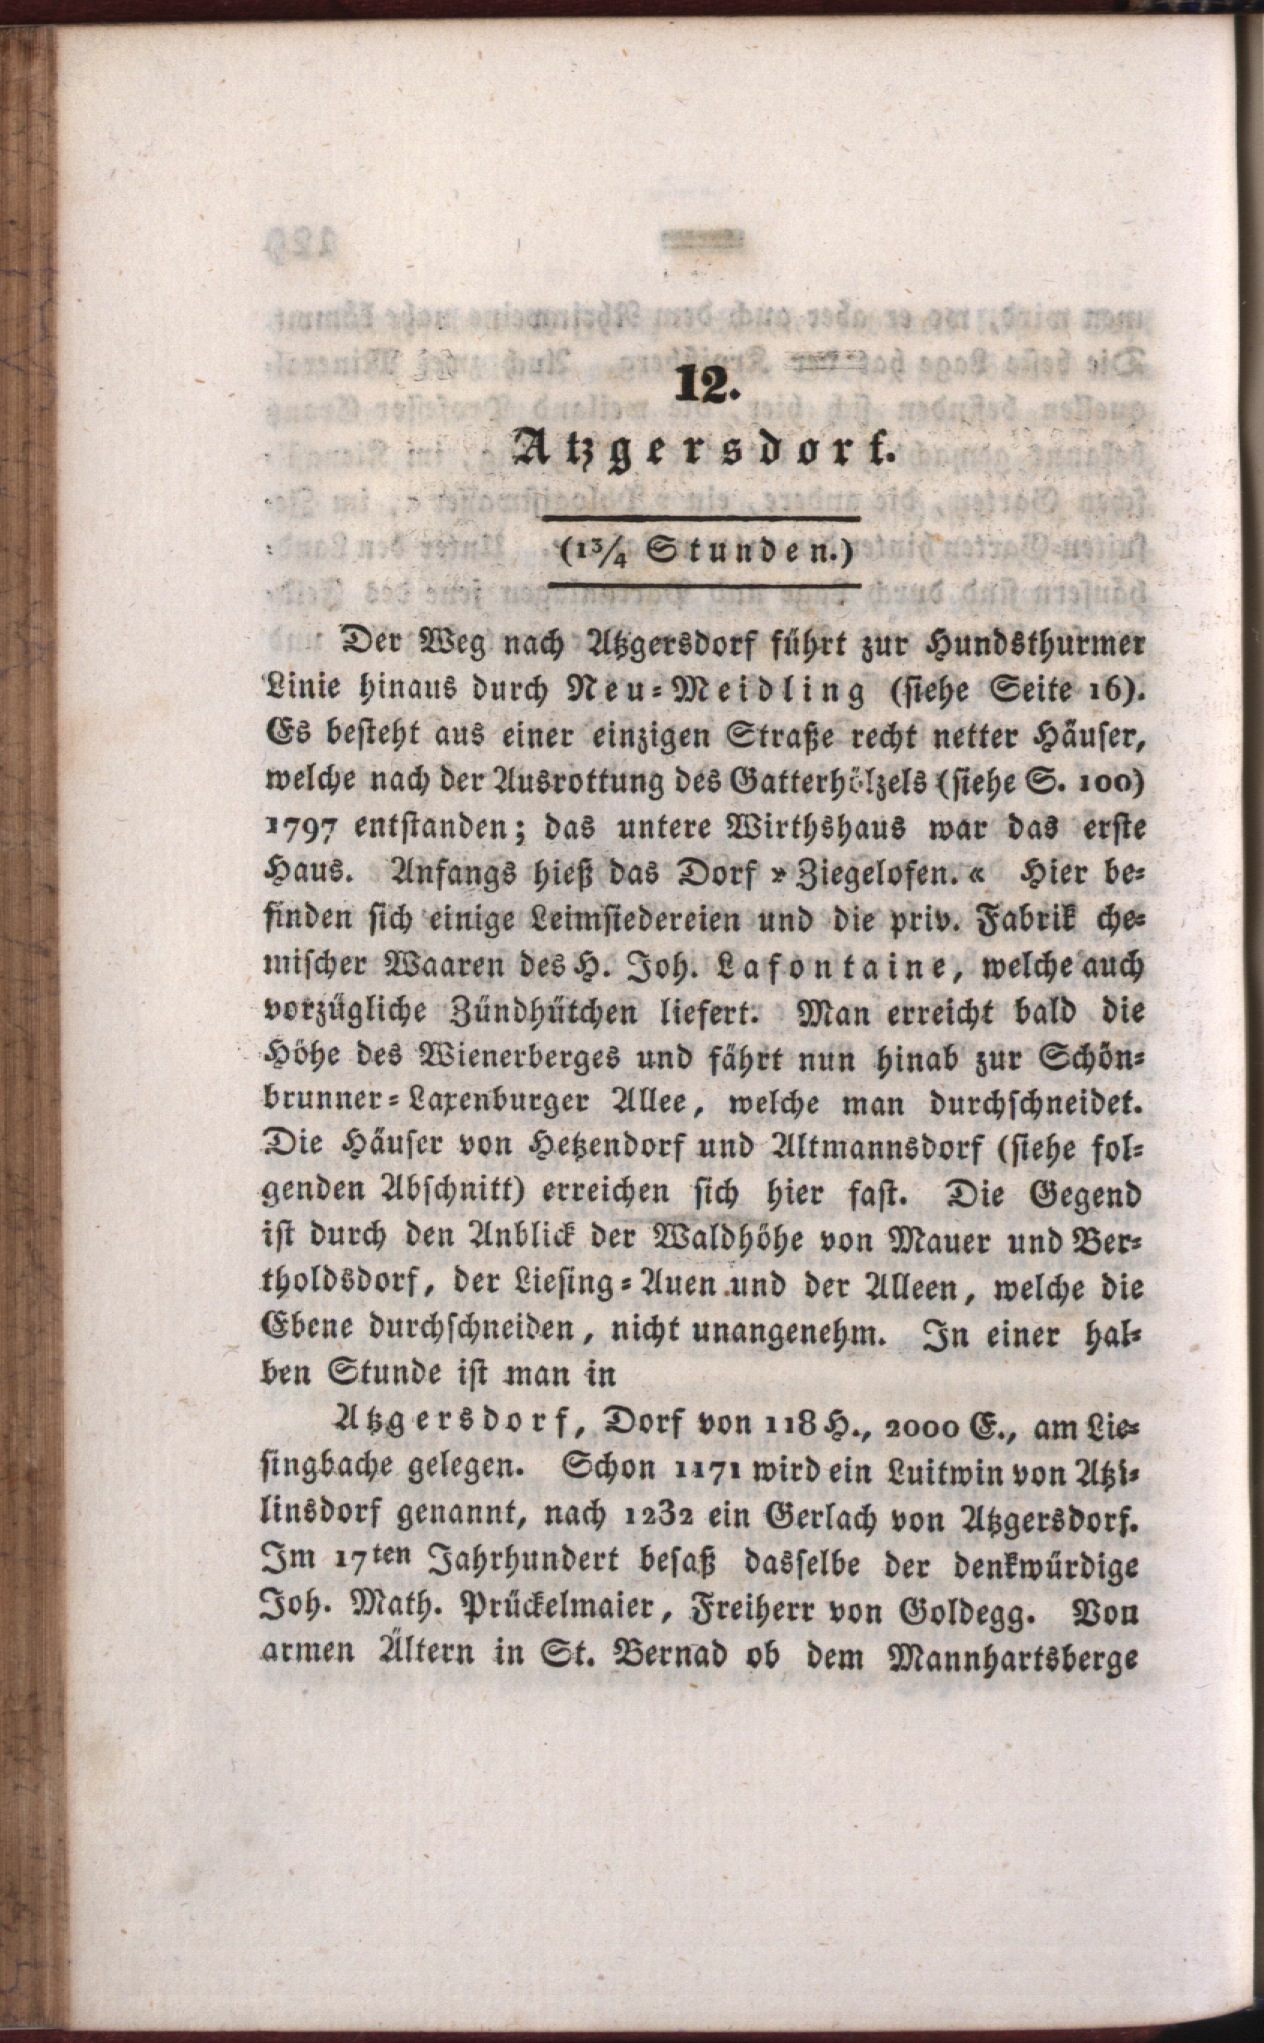 12.
Atzgersdorf.
(1 3/4 Stunden.)
Der Weg nach Atzgersdorf führt zur Hundsthurmer
Linie hinaus durch Neu-Meidling (siehe Seite 16).
Es besteht aus einer einzigen Straße recht netter Häuser,
welche nach der Ausrottung des Gatterhölzels (siehe S. 100)
1797 entstanden; das untere Wirthshaus war das erste
Haus. Anfangs hieß das Dorf »Ziegelofen.« Hier be-
finden sich einige Leimsiedereien und die priv. Fabrik che-
mischer Waaren des H. Joh. Lafontaine, welche auch
vorzügliche Zündhütchen liefert. Man erreicht bald die
Höhe des Wienerberges und fährt nun hinab zur Schön-
brunner-Laxenburger Allee, welche man durchschneidet.
Die Häuser von Hetzendorf und Altmannsdorf (siehe fol-
genden Abschnitt) erreichen sich hier fast. Die Gegend
ist durch den Anblick der Waldhöhe von Mauer und Ber-
tholdsdorf, der Liesing-Auen und der Alleen, welche die
Ebene durchschneiden, nicht unangenehm. In einer hal-
ben Stunde ist man in
Atzgersdorf, Dorf von 118 H., 2000 E., am Lie-
singbache gelegen. Schon 1171 wird ein Luitwin von Atzi-
linsdorf genannt, nach 1232 ein Gerlach von Atzgersdorf.
Im 17ten Jahrhundert besaß dasselbe der denkwürdige
Joh. Math. Prückelmaier, Freiherr von Goldegg. Von
armen Ältern in St. Bernad ob dem Mannhartsberge